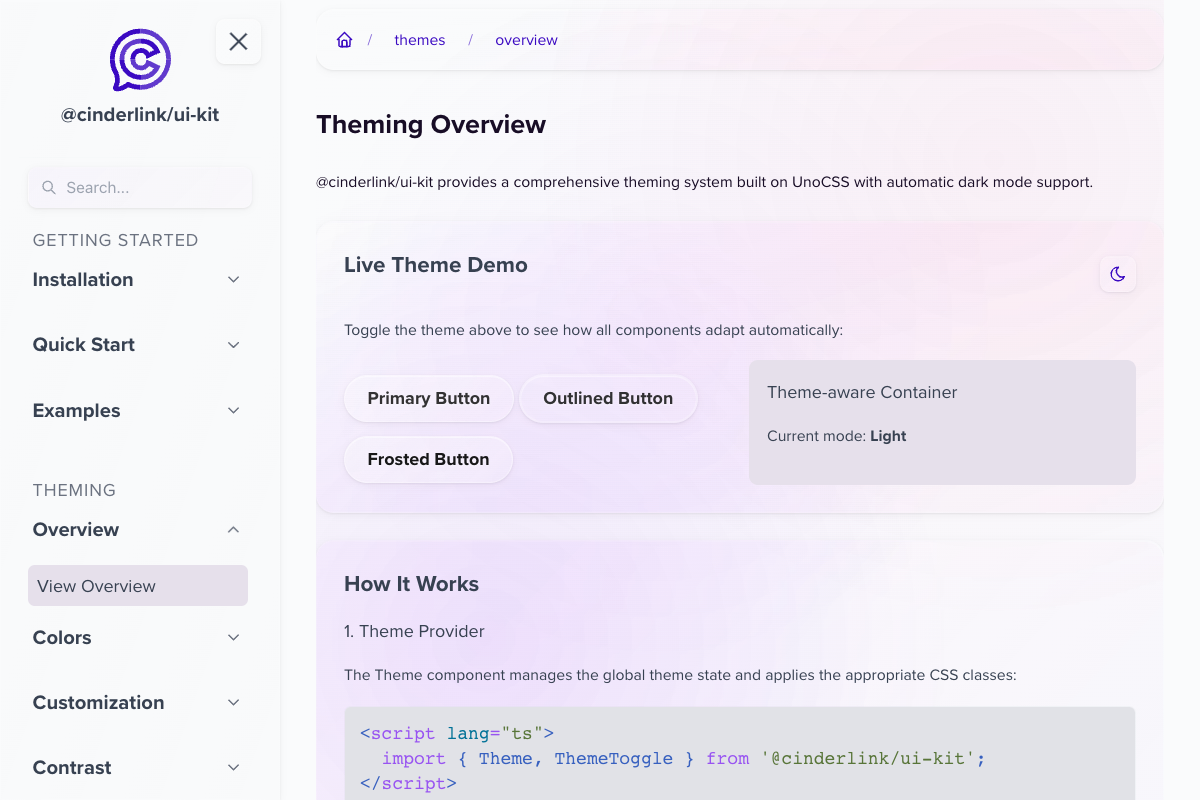 @cinderlink/ui-kit
Search...
GETTING STARTED
Installation
Quick Start
Examples
THEMING
Overview
View Overview
Colors
Customization
Contrast
/ themes / overview
Theming Overview
@cinderlink/ui-kit provides a comprehensive theming system built on UnoCSS with automatic dark mode support.
Live Theme Demo
Toggle the theme above to see how all components adapt automatically:
Primary Button
Outlined Button
Frosted Button
Theme-aware Container
Current mode: Light
How It Works
1. Theme Provider
The Theme component manages the global theme state and applies the appropriate CSS classes:
<script lang="ts">
  import { Theme, ThemeToggle } from '@cinderlink/ui-kit';
</script>